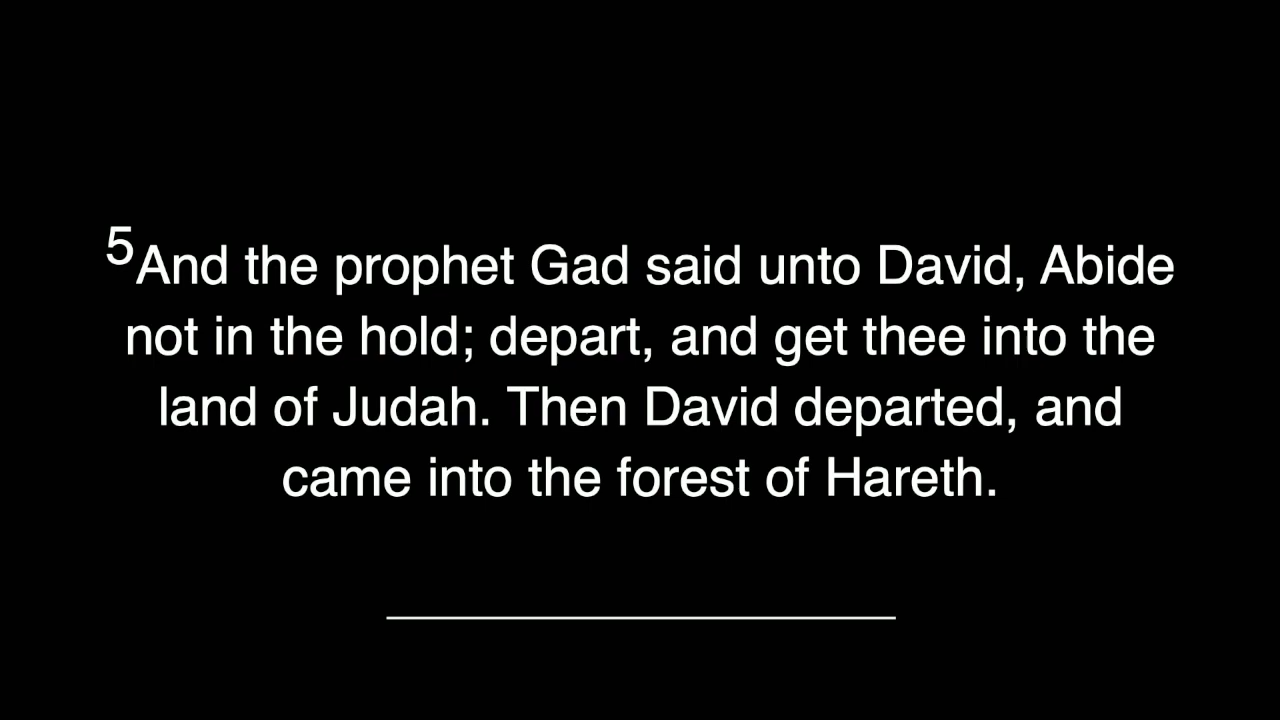 5And the prophet Gad said unto David, Abide
not in the hold; depart, and get thee into the
land of Judah. Then David departed, and
came into the forest of Hareth.